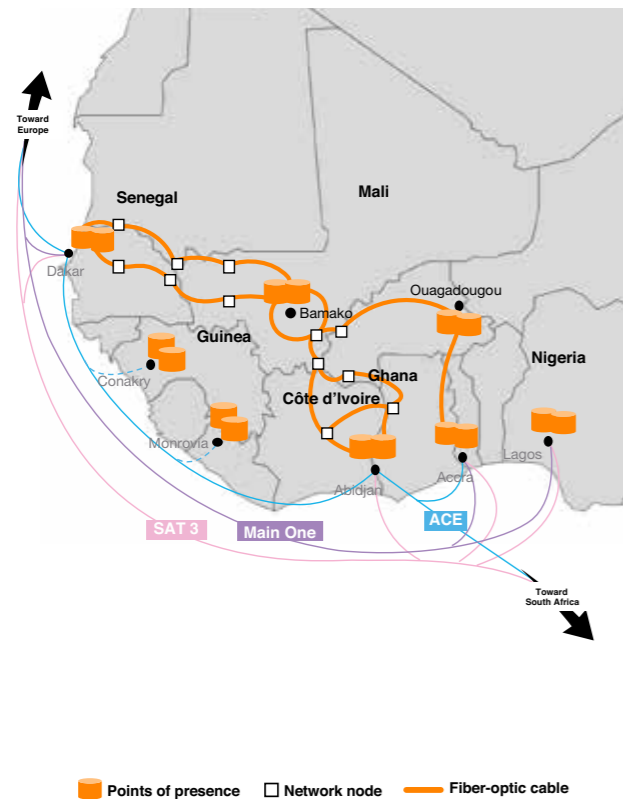 Toward
Europe
Senegal
Mali
Dakar
Ouagadougou
Bamako
Guinea
Nigeria
Conakry
Ghana
Côte d'Ivoire
Monrovia
Lagos
Abidjan
Accra
SAT 3
Main One
ACE
Toward
South Africa
Points of presence
Network node
Fiber-optic cable